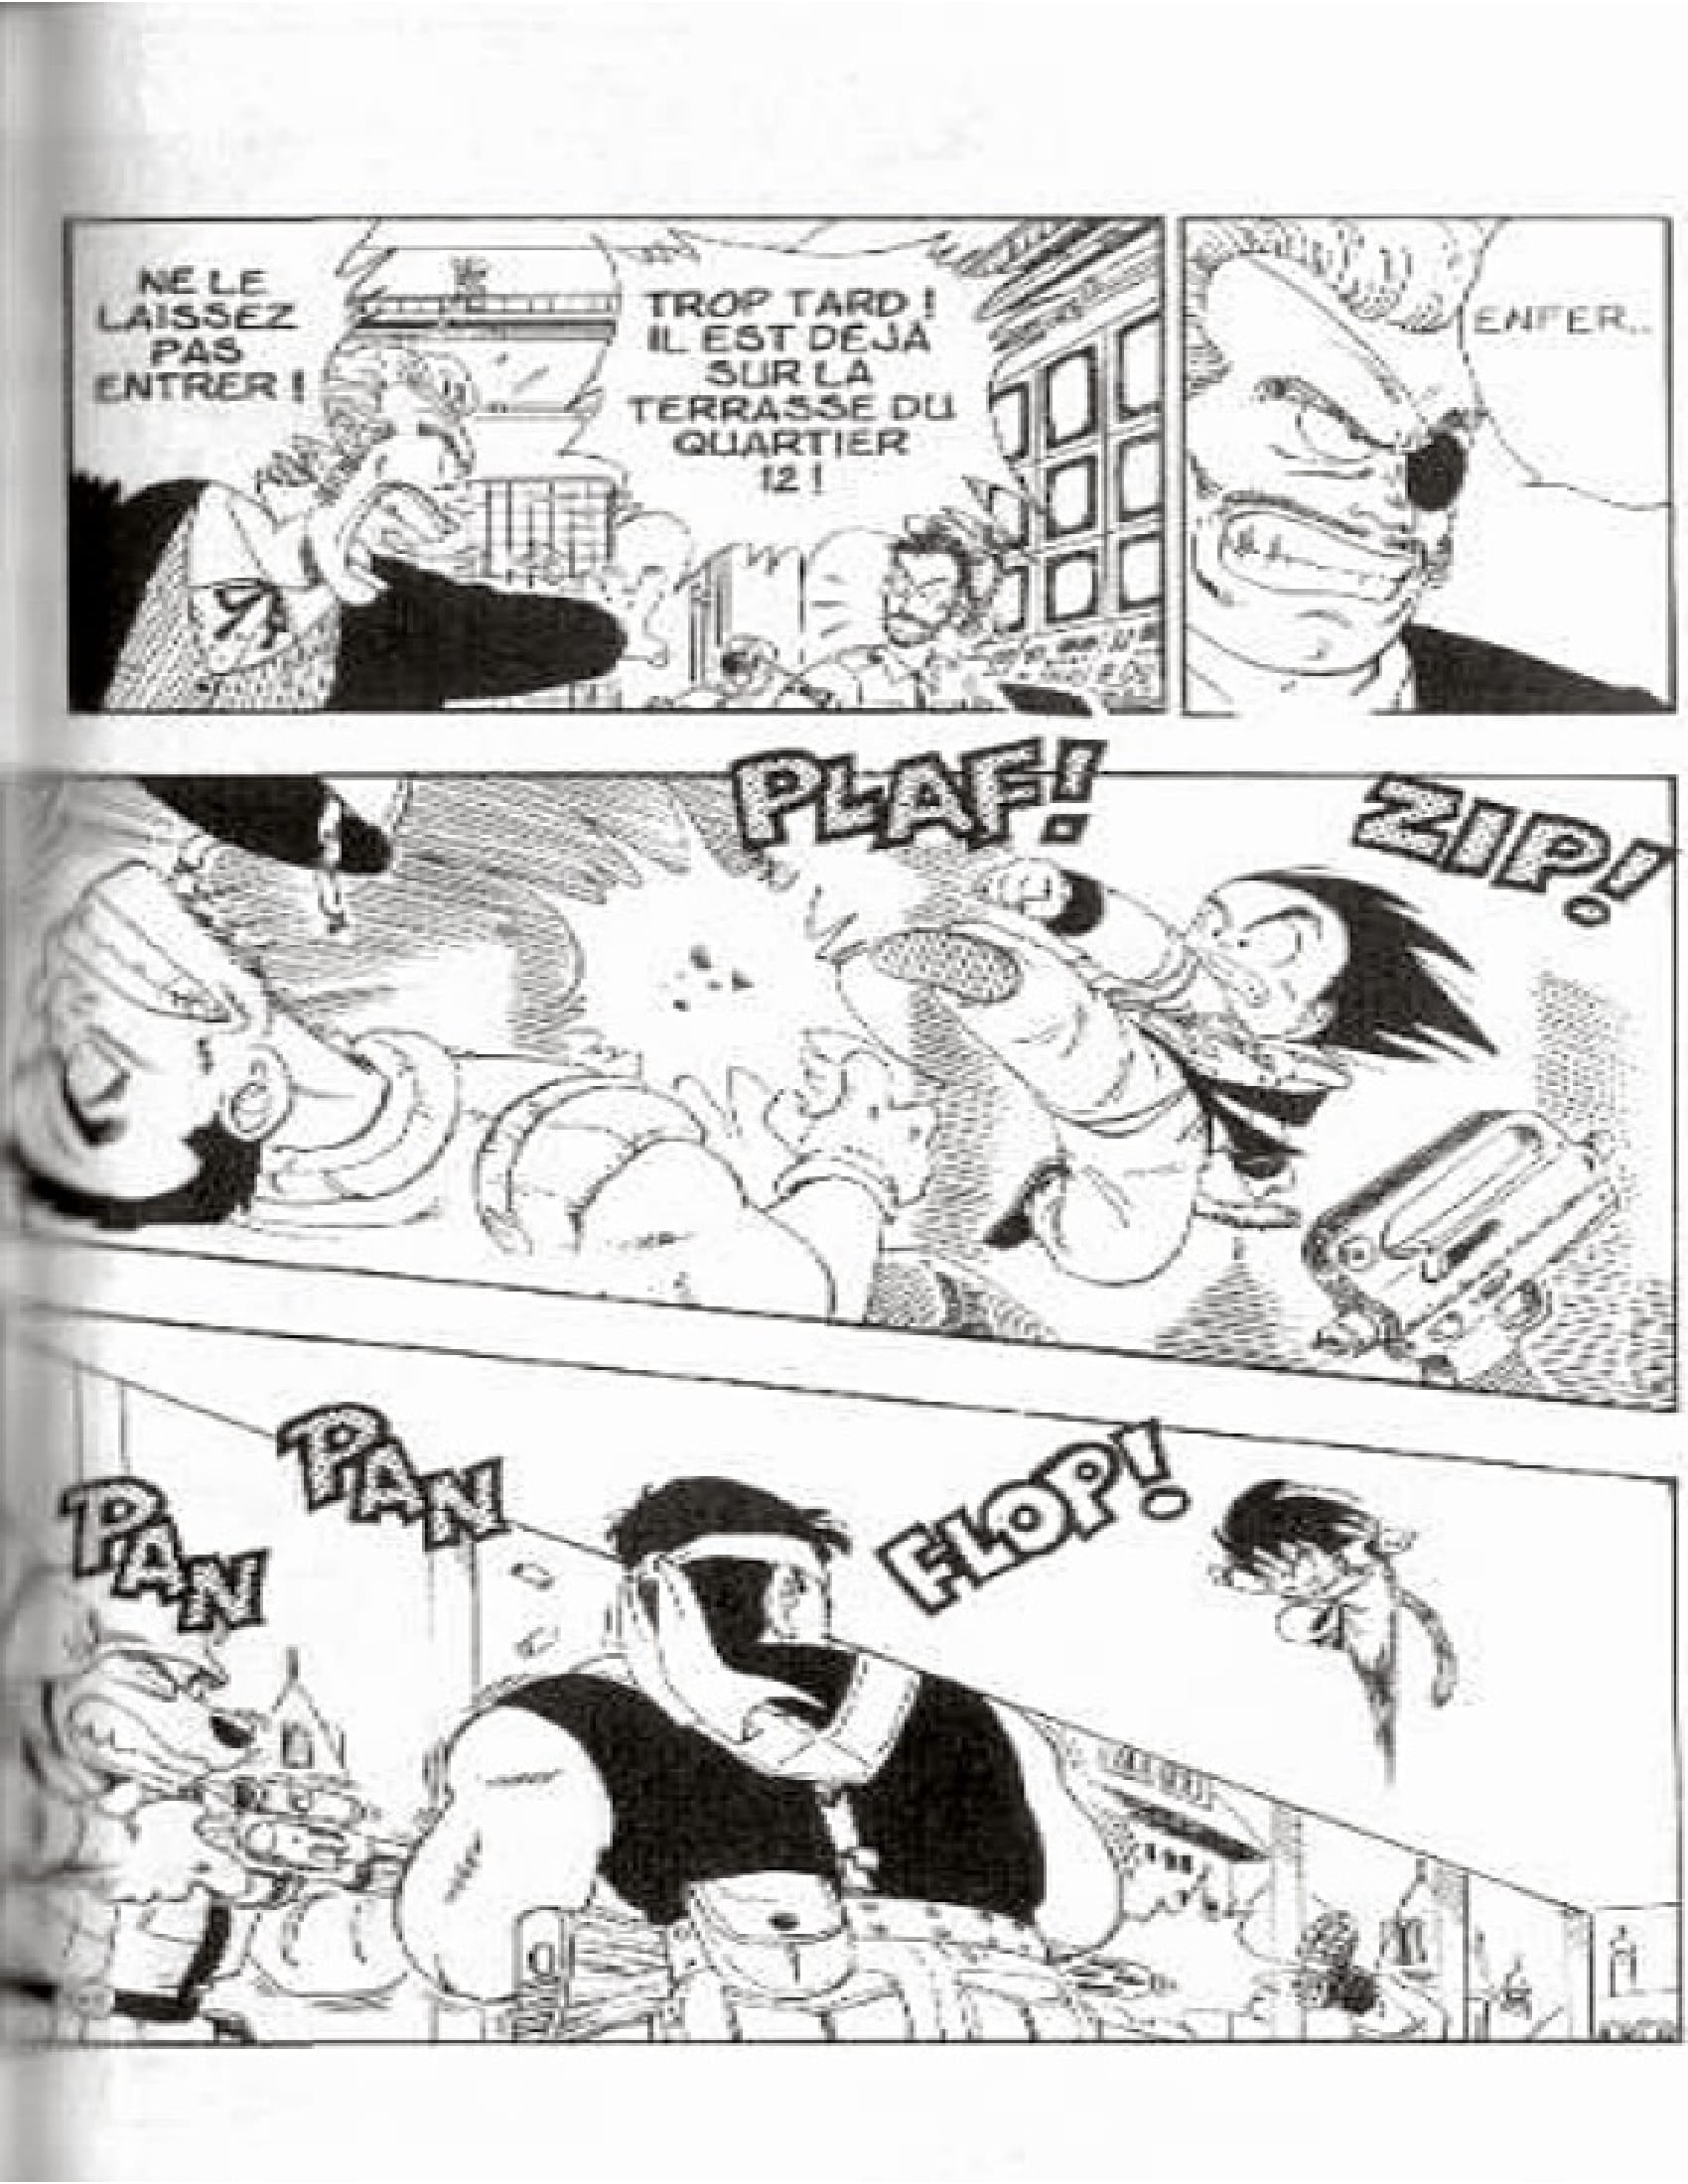 NE LE
LAISSEZ
PAS
ENTRER !
TROP TARD !
IL EST DÉJÀ
SUR LA
TERRASSE DU
QUARTIER
12 !
ENFER..
PLAF!
ZIP!
PAN
PAN
FLOP!